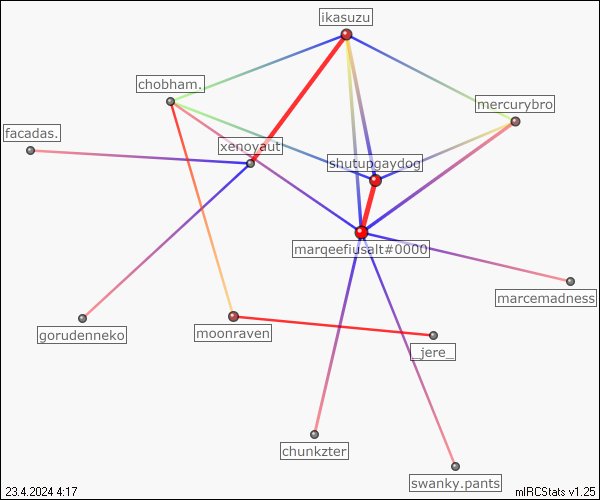 ikasuzu
chobham.
mercurybro
facadas.
xenoyaut
shutupgaydog
marqeefiusalt#0000
marcemadness
gorudenneko
moonraven
_jere_
chunkzter
swanky.pants
23.4.2024 4:17
mIRCStats v1.25